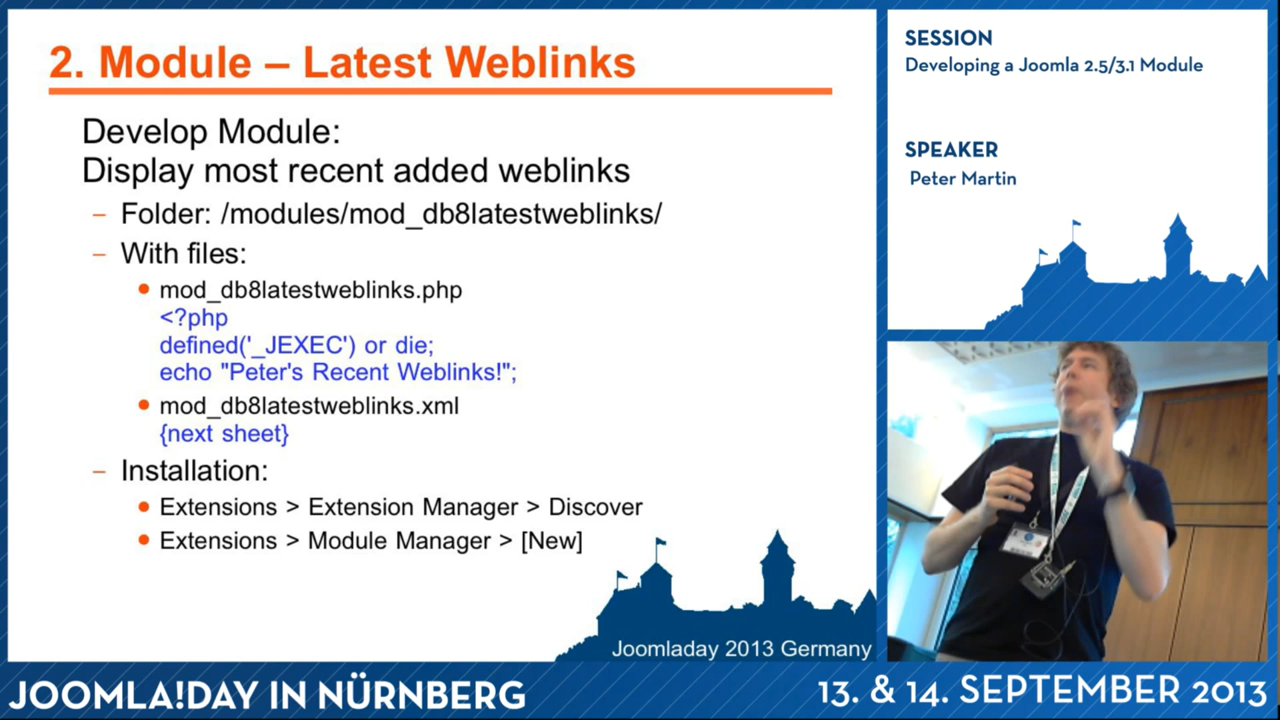 2. Module – Latest Weblinks
Develop Module:
Display most recent added weblinks
– Folder: /modules/mod_db8latestweblinks/
– With files:
● mod_db8latestweblinks.php
<?php
defined('_JEXEC') or die;
echo "Peter's Recent Weblinks!";
● mod_db8latestweblinks.xml
{next sheet}
– Installation:
● Extensions > Extension Manager > Discover
● Extensions > Module Manager > [New]
Joomladay 2013 Germany
SESSION
Developing a Joomla 2.5/3.1 Module
SPEAKER
Peter Martin
JOOMLA!DAY IN NÜRNBERG
13. & 14. SEPTEMBER 2013